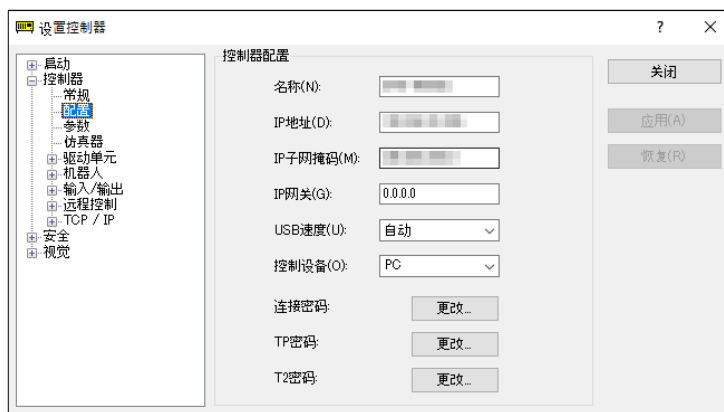 设置控制器
启动
控制器
常规
配置
参数
仿真器
驱动单元
机器人
输入/输出
远程控制
TCP / IP
安全
视觉
控制器配置
名称(N):
IP地址(D):
IP子网掩码(M):
IP网关(G): 0.0.0.0
USB速度(U): 自动
控制设备(O): PC
连接密码: 更改...
TP密码: 更改...
T2密码: 更改...
关闭
应用(A)
恢复(R)